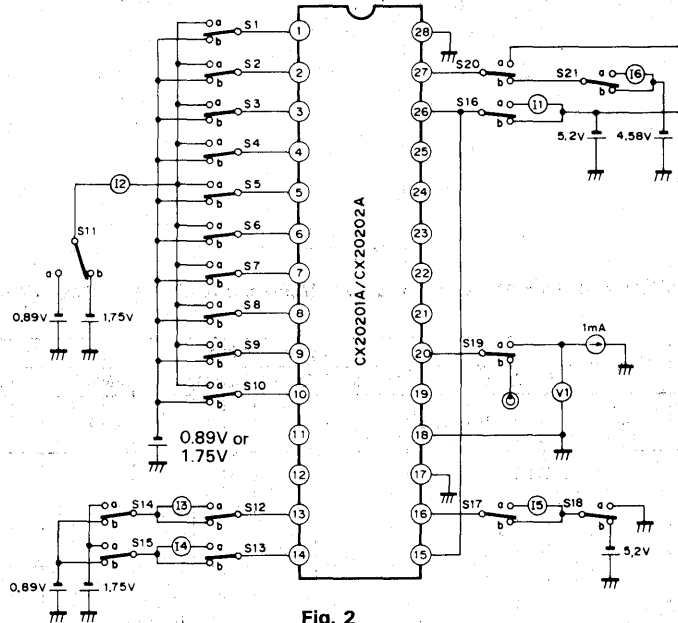 S1
a
b
1
28
S2
a
b
2
27
S20
a
b
S21
a
b
I6
S3
a
b
3
26
S16
a
b
I1
5,2V
4.58V
S4
a
b
4
25
I2
S5
a
b
5
24
S11
a
b
S6
a
b
6
23
S7
a
b
7
22
0.89V
1.75V
S8
a
b
8
21
CX20201A/CX20202A
S9
a
b
9
20
S19
a
b
1mA
V1
S10
a
b
10
19
11
18
0.89V or
1.75V
12
17
S14
a
b
I3
S12
a
b
13
16
S17
a
b
I5
S18
a
b
S15
a
b
I4
S13
a
b
14
15
5,2V
0.89V
1.75V
Fig. 2